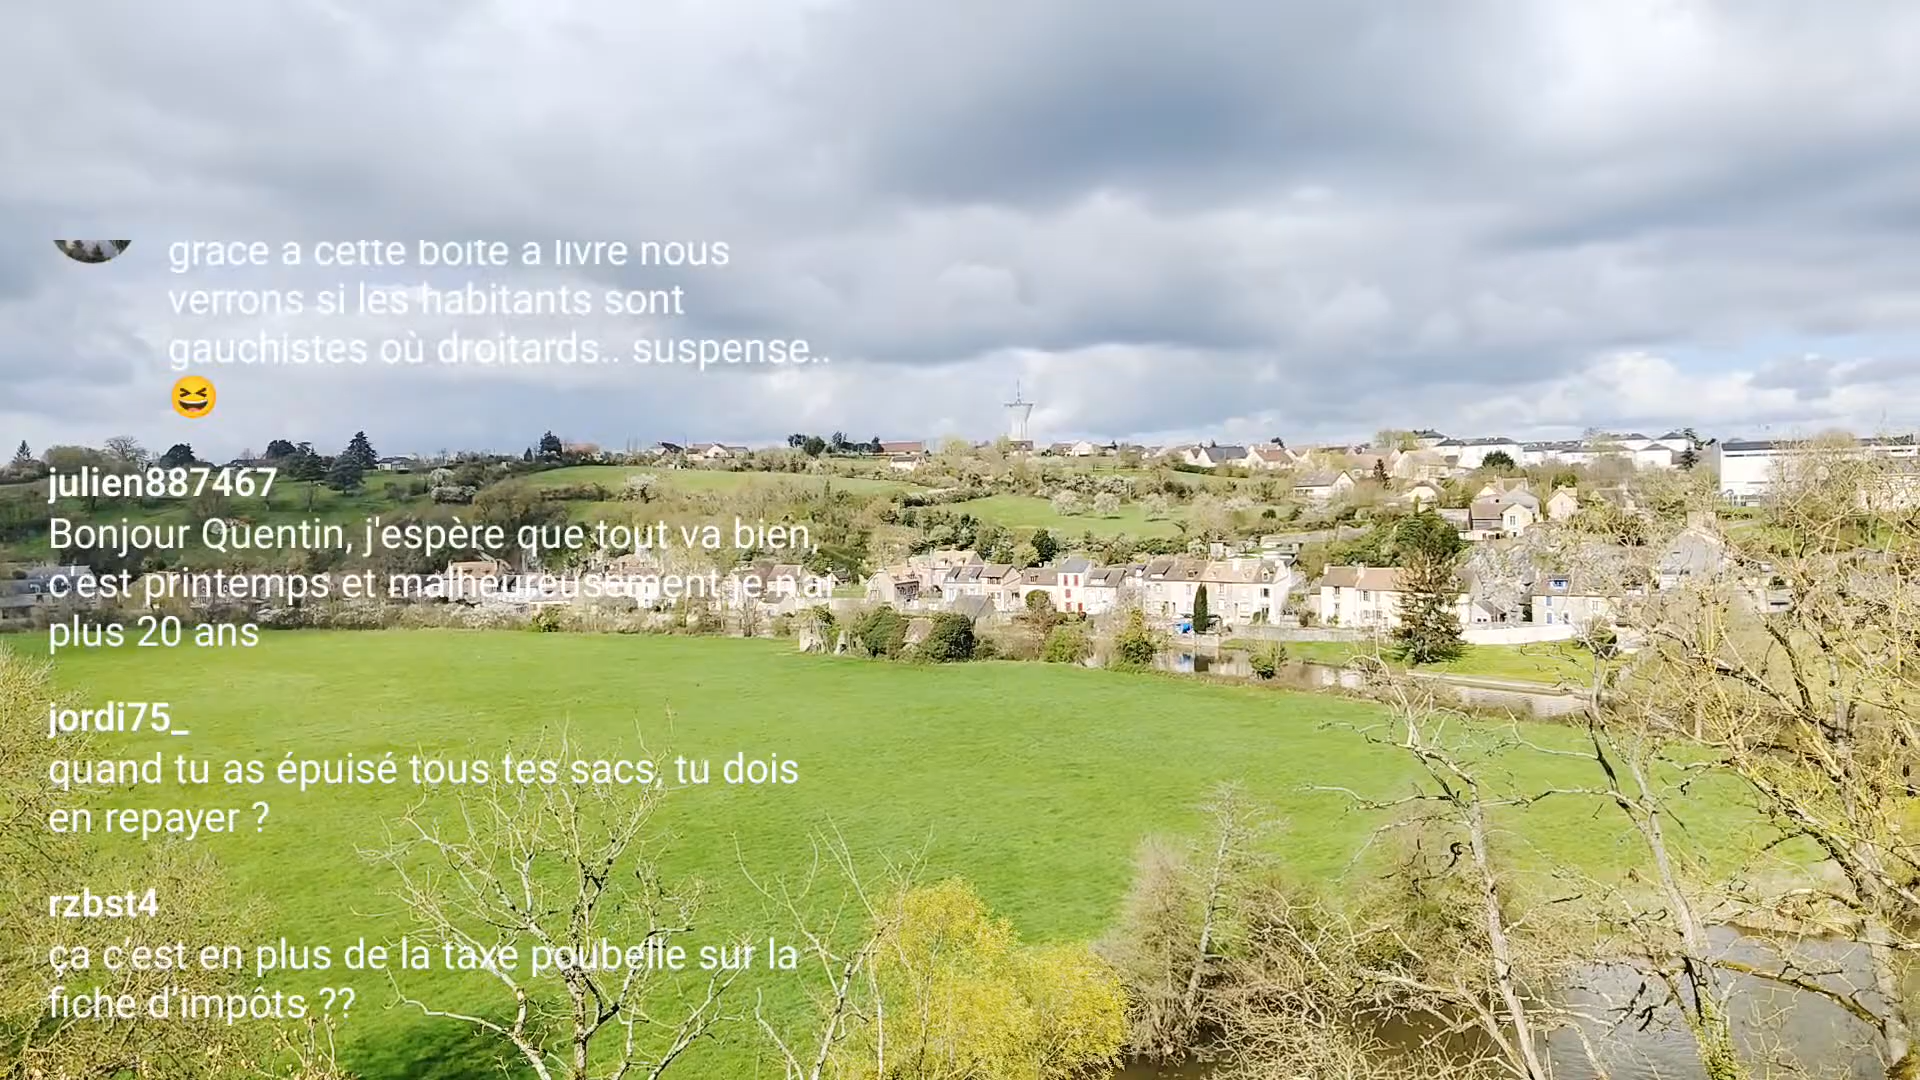 grace a cette boite a livre nous
verrons si les habitants sont
gauchistes où droitards.. suspense..
😆
julien887467
Bonjour Quentin, j'espère que tout va bien,
c'est printemps et malheureusement je n'ai
plus 20 ans
jordi75_
quand tu as épuisé tous tes sacs, tu dois
en repayer ?
rzbst4
ça c'est en plus de la taxe poubelle sur la
fiche d’impôts ??